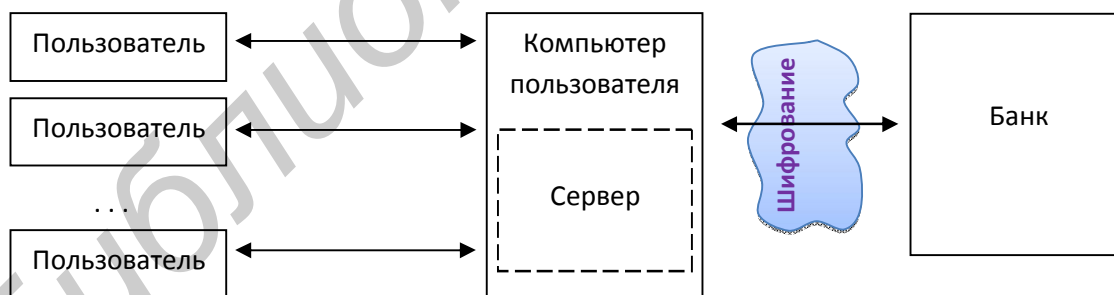 Пользователь
Пользователь
. . .
Пользователь
Компьютер
пользователя
Сервер
Шифрование
Банк